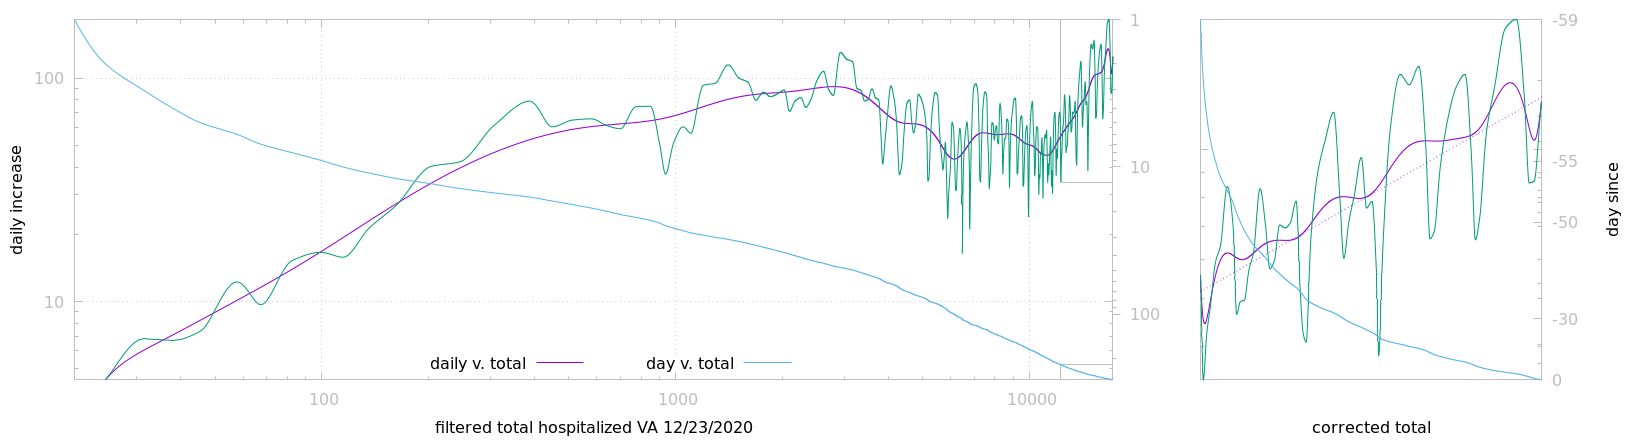 1
-59
100
daily increase
10
-55
-50
day since
10
100
-30
daily v. total
day v. total
0
100
1000
10000
filtered total hospitalized VA 12/23/2020
corrected total